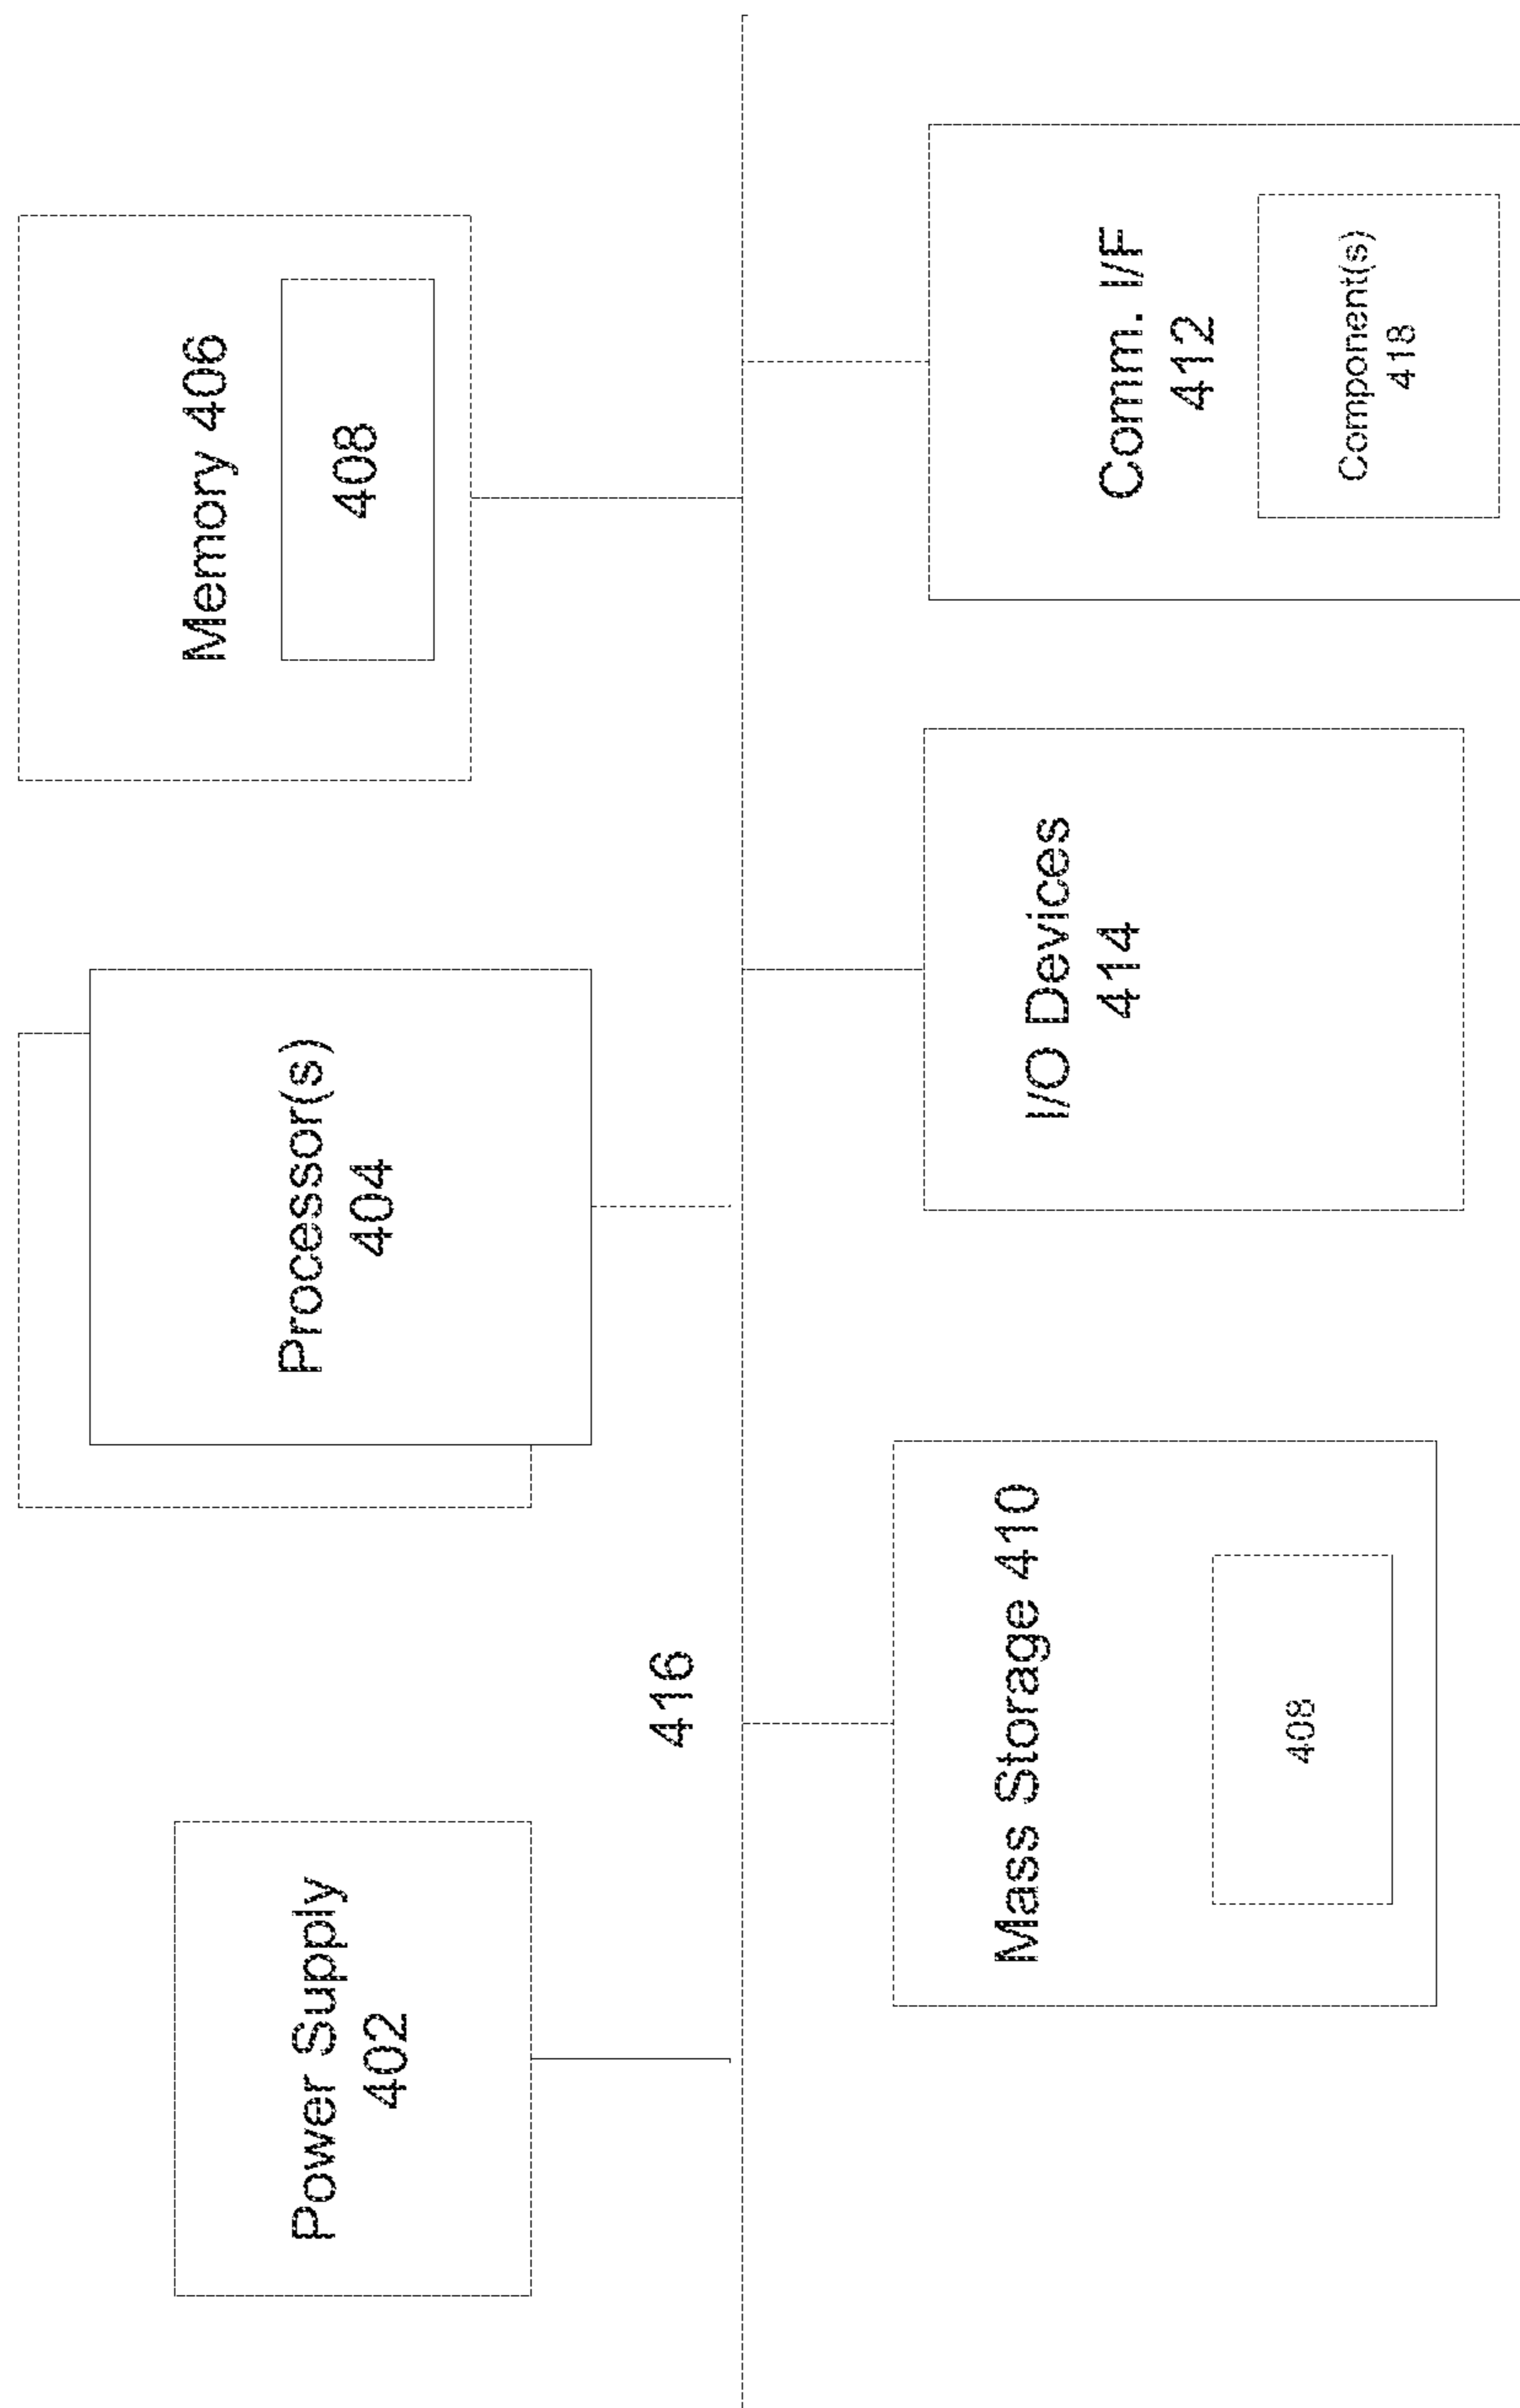 Power Supply
402
Processor(s)
404
Memory 406
408
416
Mass Storage 410
408
I/O Devices
414
Comm. I/F
412
Component(s)
418